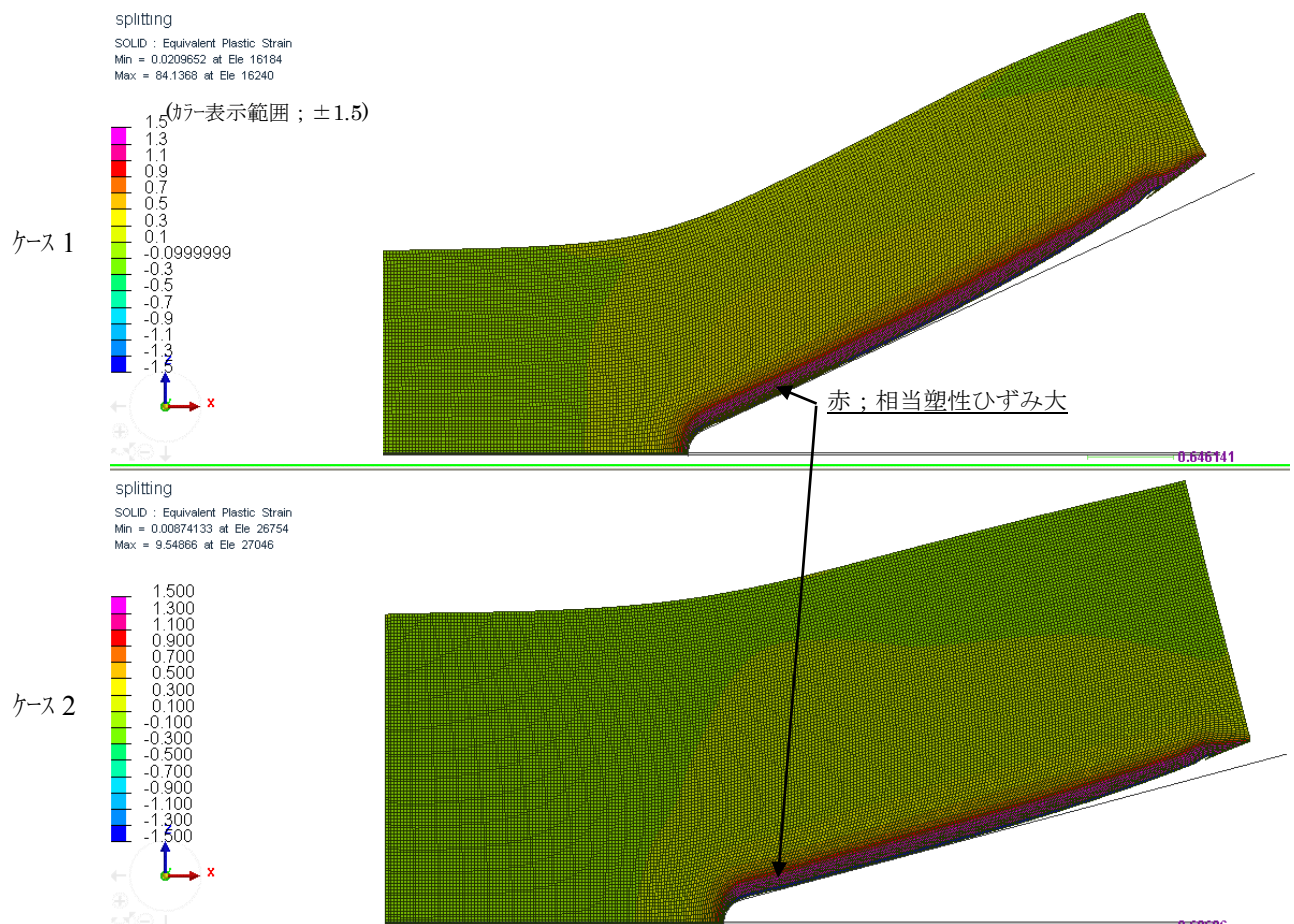 splitting
SOLID : Equivalent Plastic Strain
Min = 0.0209652 at Ele 16184
Max = 84.1368 at Ele 16240
(カラー表示範囲；±1.5)
1.5
1.3
1.1
0.9
0.7
0.5
0.3
0.1
-0.0999999
-0.3
-0.5
-0.7
-0.9
-1.1
-1.3
-1.5
ケース 1
Z
X
赤；相当塑性ひずみ大
0.646141
splitting
SOLID : Equivalent Plastic Strain
Min = 0.00874133 at Ele 26754
Max = 9.54866 at Ele 27046
1.500
1.300
1.100
0.900
0.700
0.500
0.300
0.100
-0.100
-0.300
-0.500
-0.700
-0.900
-1.100
-1.300
-1.500
ケース 2
Z
X